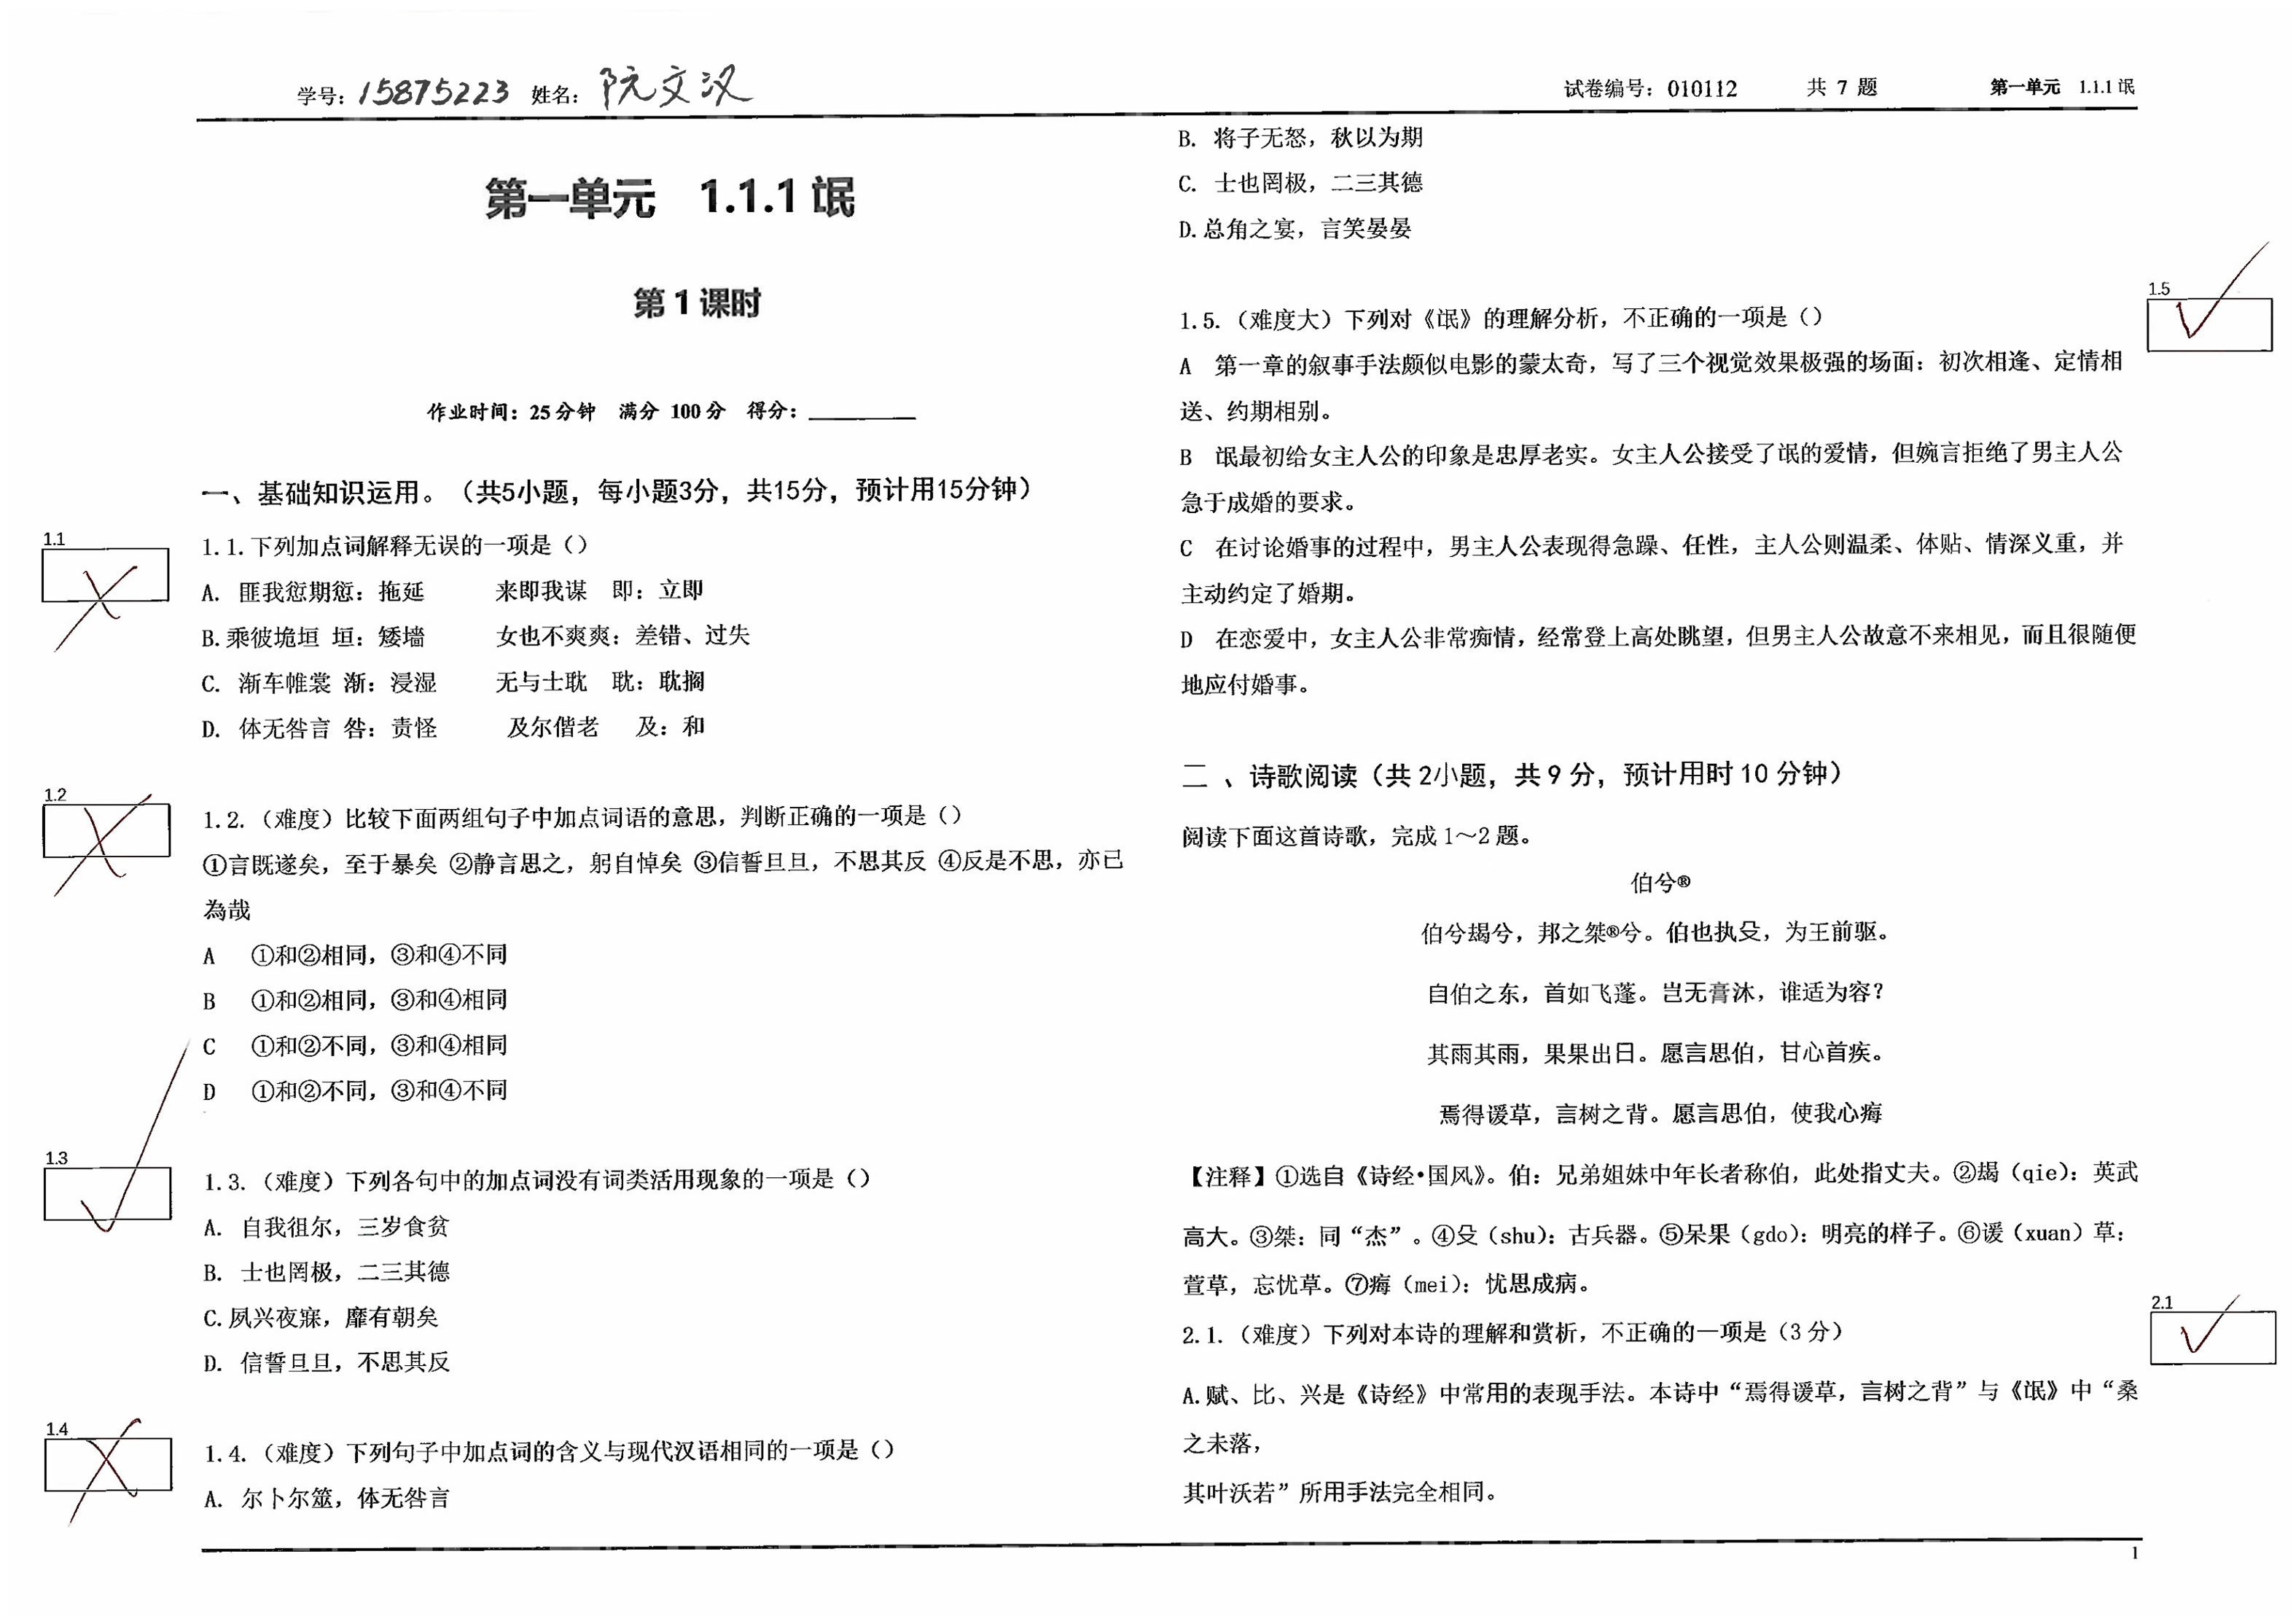 学号：15875223 姓名：阮文汉
试卷编号：010112 共 7 题 第一单元 1.1.1 氓
第一单元 1.1.1 氓
第 1 课时
作业时间：25 分钟 满分 100 分 得分：
一、基础知识运用。（共5小题，每小题3分，共15分，预计用15分钟）
1.1
1.1.下列加点词解释无误的一项是（）
A. 匪我愆期愆：拖延 来即我谋 即：立即
B.乘彼垝垣 垣：矮墙 女也不爽爽：差错、过失
C. 渐车帷裳 渐：浸湿 无与士耽 耽：耽搁
D. 体无咎言 咎：责怪 及尔偕老 及：和
1.2
1.2.（难度）比较下面两组句子中加点词语的意思，判断正确的一项是（）
①言既遂矣，至于暴矣 ②静言思之，躬自悼矣 ③信誓旦旦，不思其反 ④反是不思，亦已
為哉
A ①和②相同，③和④不同
B ①和②相同，③和④相同
C ①和②不同，③和④相同
D ①和②不同，③和④不同
1.3
1.3.（难度）下列各句中的加点词没有词类活用现象的一项是（）
A. 自我徂尔，三岁食贫
B. 士也罔极，二三其德
C.夙兴夜寐，靡有朝矣
D. 信誓旦旦，不思其反
1.4
1.4.（难度）下列句子中加点词的含义与现代汉语相同的一项是（）
A. 尔卜尔筮，体无咎言
B. 将子无怒，秋以为期
C. 士也罔极，二三其德
D.总角之宴，言笑晏晏
1.5
1.5.（难度大）下列对《氓》的理解分析，不正确的一项是（）
A 第一章的叙事手法颇似电影的蒙太奇，写了三个视觉效果极强的场面：初次相逢、定情相
送、约期相别。
B 氓最初给女主人公的印象是忠厚老实。女主人公接受了氓的爱情，但婉言拒绝了男主人公
急于成婚的要求。
C 在讨论婚事的过程中，男主人公表现得急躁、任性，主人公则温柔、体贴、情深义重，并
主动约定了婚期。
D 在恋爱中，女主人公非常痴情，经常登上高处眺望，但男主人公故意不来相见，而且很随便
地应付婚事。
二 、诗歌阅读（共 2小题，共 9 分，预计用时 10 分钟）
阅读下面这首诗歌，完成 1～2 题。
伯兮®
伯兮朅兮，邦之桀®兮。伯也执殳，为王前驱。
自伯之东，首如飞蓬。岂无膏沐，谁适为容？
其雨其雨，果果出日。愿言思伯，甘心首疾。
焉得谖草，言树之背。愿言思伯，使我心痗
【注释】①选自《诗经•国风》。伯：兄弟姐妹中年长者称伯，此处指丈夫。②朅（qie）：英武
高大。③桀：同“杰”。④殳（shu）：古兵器。⑤呆果（gdo）：明亮的样子。⑥谖（xuan）草：
萱草，忘忧草。⑦痗（mei）：忧思成病。
2.1
2.1.（难度）下列对本诗的理解和赏析，不正确的一项是（3 分）
A.赋、比、兴是《诗经》中常用的表现手法。本诗中“焉得谖草，言树之背”与《氓》中“桑
之未落，
其叶沃若”所用手法完全相同。
1